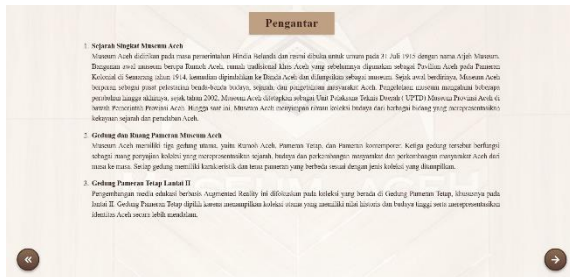 Pengantar
1. Sejarah Singkat Museum Aceh
Museum Aceh didirikan pada masa pemerintahan Hindia Belanda dan resmi dibuka untuk umum pada 31 Juli 1915 dengan nama Atjeh Museum.
Bangunan awal museum berupa Rumoh Aceh, rumah tradisional khas Aceh yang sebelumnya digunakan sebagai Paviliun Aceh pada Pameran
Kolonial di Semarang tahun 1914, kemudian dipindahkan ke Banda Aceh dan difungsikan sebagai museum. Sejak awal berdirinya, Museum Aceh
berperan sebagai pusat pelestarian benda-benda budaya, sejarah, dan pengetahuan masyarakat Aceh. Pengelolaan museum mengalami beberapa
perubahan hingga akhirnya, sejak tahun 2002, Museum Aceh ditetapkan sebagai Unit Pelaksana Teknis Daerah (UPTD) Museum Provinsi Aceh di
bawah Pemerintah Provinsi Aceh. Hingga saat ini, Museum Aceh menyimpan ribuan koleksi budaya dari berbagai bidang yang merepresentasikan
kekayaan sejarah dan peradaban Aceh.
2. Gedung dan Ruang Pameran Museum Aceh
Museum Aceh memiliki tiga gedung utama, yaitu Rumoh Aceh, Pameran Tetap, dan Pameran kontemporer. Ketiga gedung tersebut berfungsi
sebagai ruang penyajian koleksi yang merepresentasikan sejarah, budaya dan perkembangan masyarakat dan perkembangan masyarakat Aceh dari
masa ke masa. Setiap gedung memiliki karakteristik dan tema pameran yang berbeda sesuai dengan jenis koleksi yang ditampilkan.
3. Gedung Pameran Tetap Lantai II
Pengembangan media edukasi berbasis Augmented Reality ini difokuskan pada koleksi yang berada di Gedung Pameran Tetap, khususnya pada
lantai II. Gedung Pameran Tetap dipilih karena menampilkan koleksi utama yang memiliki nilai historis dan budaya tinggi serta merepresentasikan
identitas Aceh secara lebih mendalam.